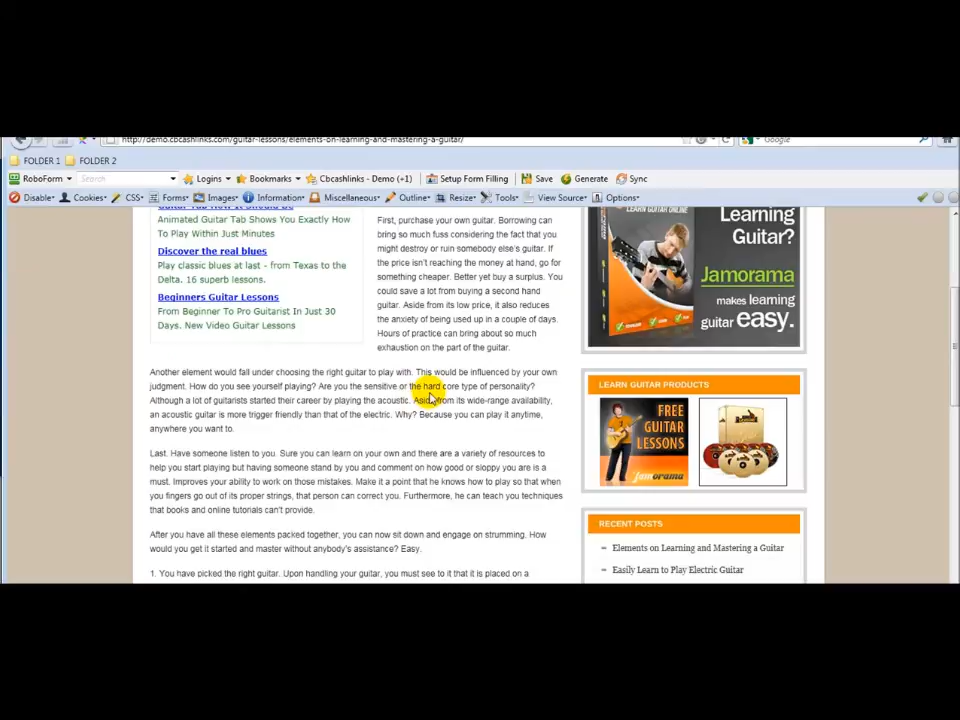 demo.cbcashlinks.com/guitar-lessons/elements-on-learning-and-mastering-a-guitar/
Google
FOLDER 1 FOLDER 2
RoboForm Search Logins Bookmarks Cbcashlinks - Demo (+1) Setup Form Filling Save Generate Sync
Disable Cookies CSS Forms Images Information Miscellaneous Outline Resize Tools View Source Options
Animated Guitar Tab Shows You Exactly How
To Play Within Just Minutes
Discover the real blues
Play classic blues at last - from Texas to the
Delta. 16 superb lessons.
Beginners Guitar Lessons
From Beginner To Pro Guitarist In Just 30
Days. New Video Guitar Lessons
First, purchase your own guitar. Borrowing can
bring so much fuss considering the fact that you
might destroy or ruin somebody else's guitar. If
the price isn't reaching the money at hand, go for
something cheaper. Better yet buy a surplus. You
could save a lot from buying a second hand
guitar. Aside from its low price, it also reduces
the anxiety of being used up in a couple of days.
Hours of practice can bring about so much
exhaustion on the part of the guitar.
Another element would fall under choosing the right guitar to play with. This would be influenced by your own
judgment. How do you see yourself playing? Are you the sensitive or the hard core type of personality?
Although a lot of guitarists started their career by playing the acoustic. Aside from its wide-range availability,
an acoustic guitar is more trigger friendly than that of the electric. Why? Because you can play it anytime,
anywhere you want to.
Last. Have someone listen to you. Sure you can learn on your own and there are a variety of resources to
help you start playing but having someone stand by you and comment on how good or sloppy you are is a
must. Improves your ability to work on those mistakes. Make it a point that he knows how to play so that when
you fingers go out of its proper strings, that person can correct you. Furthermore, he can teach you techniques
that books and online tutorials can't provide.
After you have all these elements packed together, you can now sit down and engage on strumming. How
would you get it started and master without anybody's assistance? Easy.
1. You have picked the right guitar. Upon handling your guitar, you must see to it that it is placed on a
LEARN GUITAR ONLINE
Learning
Guitar?
Jamorama
makes learning
guitar easy.
LEARN GUITAR PRODUCTS
FREE
GUITAR
LESSONS
Jamorama
RECENT POSTS
Elements on Learning and Mastering a Guitar
Easily Learn to Play Electric Guitar